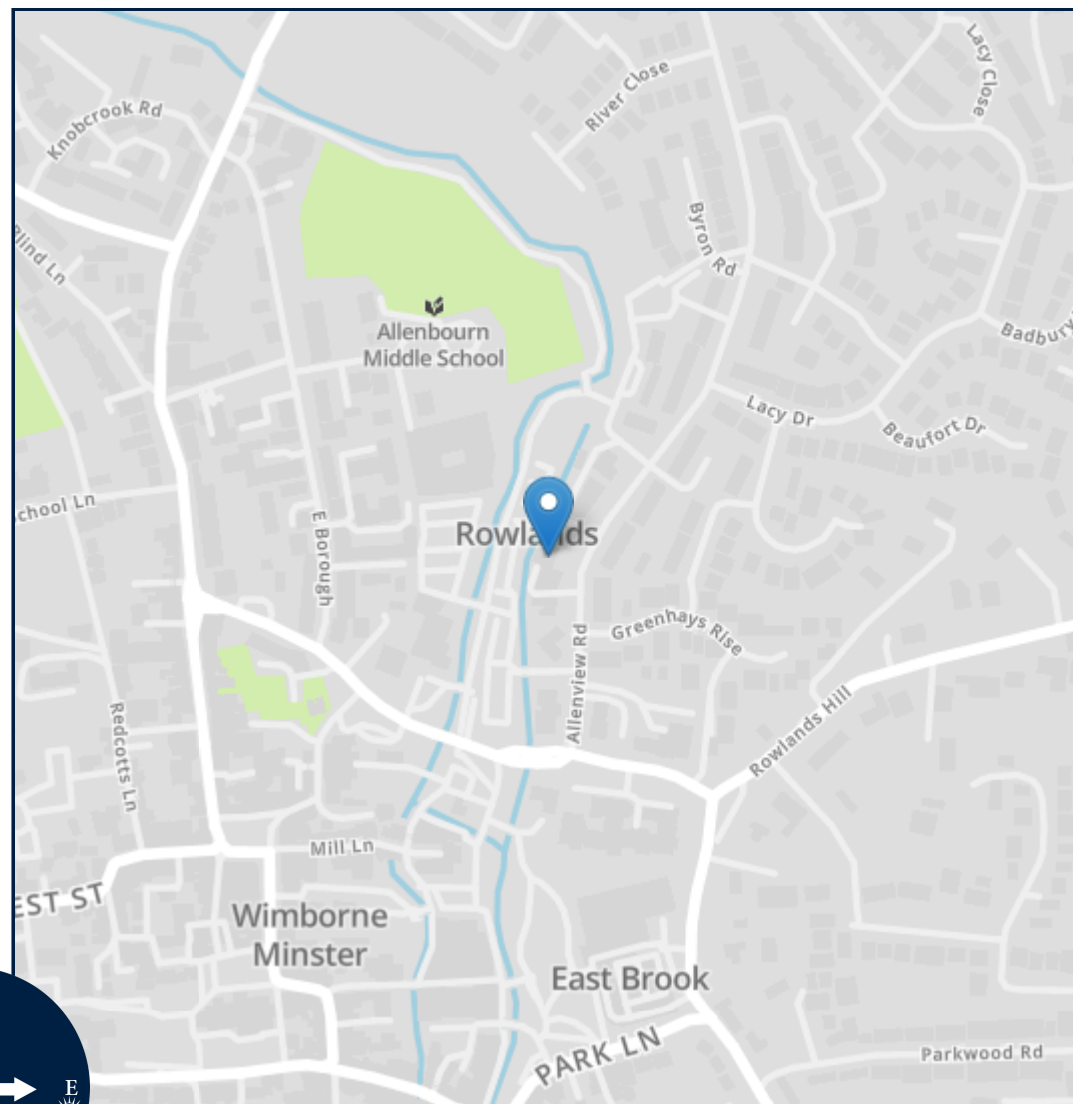 Lacy Close
River Close
Knobcrook Rd
Byron Rd
Blind Ln
Allenbourn
Middle School
Badbury
Lacy Dr
Beaufort Dr
School Ln
Rowlands
E Borough
Greenhays Rise
Allenview Rd
Redcotts Ln
Rowlands Hill
Mill Ln
EST ST
Wimborne
Minster
East Brook
PARK LN
Parkwood Rd
E